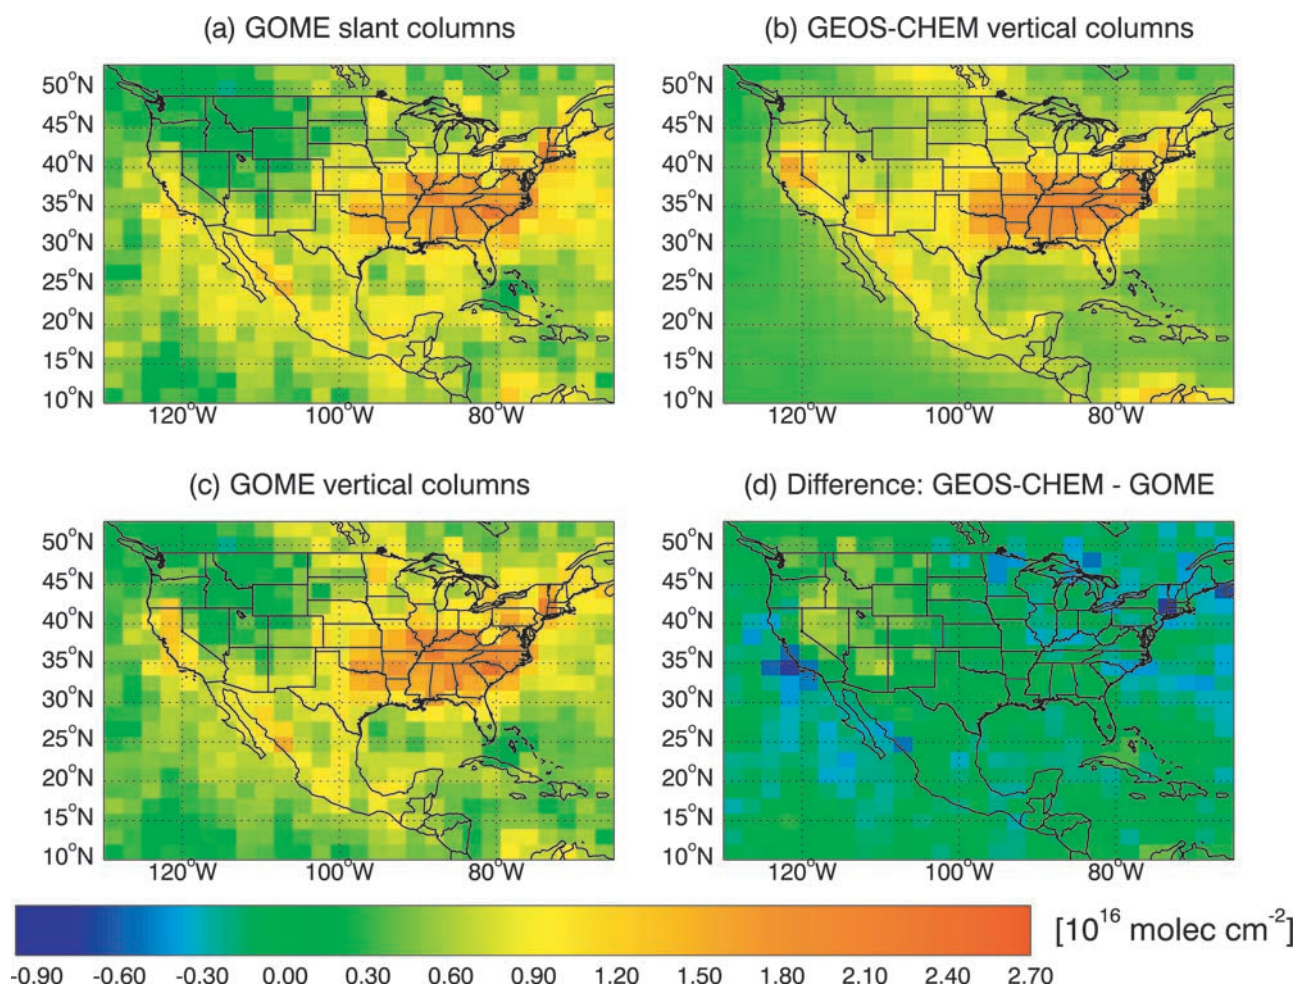 (a) GOME slant columns
(b) GEOS-CHEM vertical columns
50°N
45°N
40°N
35°N
30°N
25°N
20°N
15°N
10°N
120°W 100°W 80°W
50°N
45°N
40°N
35°N
30°N
25°N
20°N
15°N
10°N
120°W 100°W 80°W
(c) GOME vertical columns
(d) Difference: GEOS-CHEM - GOME
50°N
45°N
40°N
35°N
30°N
25°N
20°N
15°N
10°N
120°W 100°W 80°W
50°N
45°N
40°N
35°N
30°N
25°N
20°N
15°N
10°N
120°W 100°W 80°W
[10¹⁶ molec cm⁻²]
-0.90 -0.60 -0.30 0.00 0.30 0.60 0.90 1.20 1.50 1.80 2.10 2.40 2.70